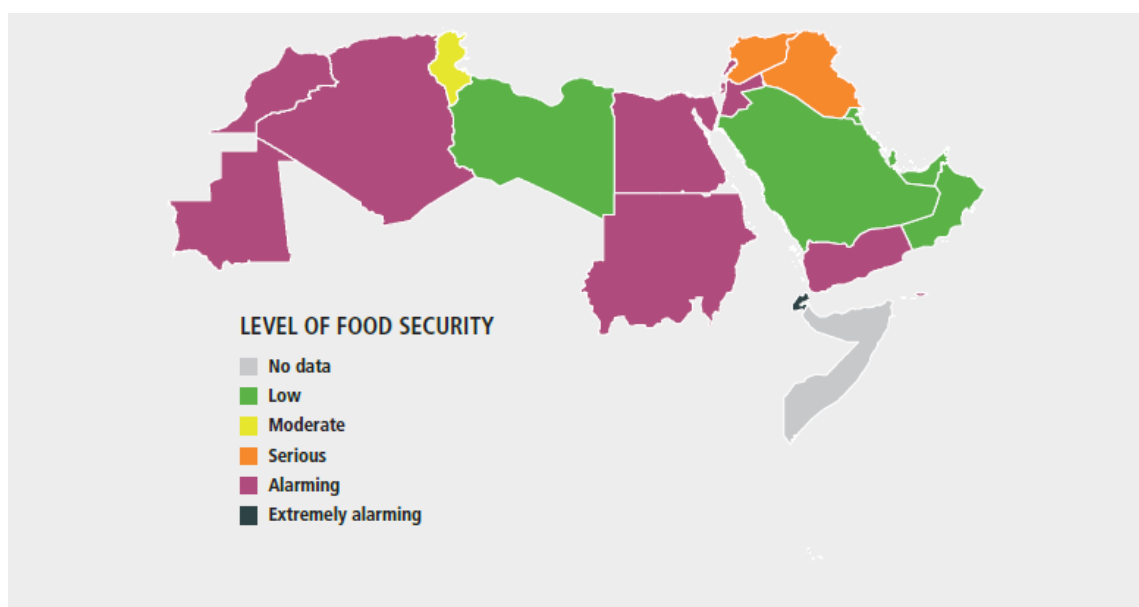 LEVEL OF FOOD SECURITY
No data
Low
Moderate
Serious
Alarming
Extremely alarming